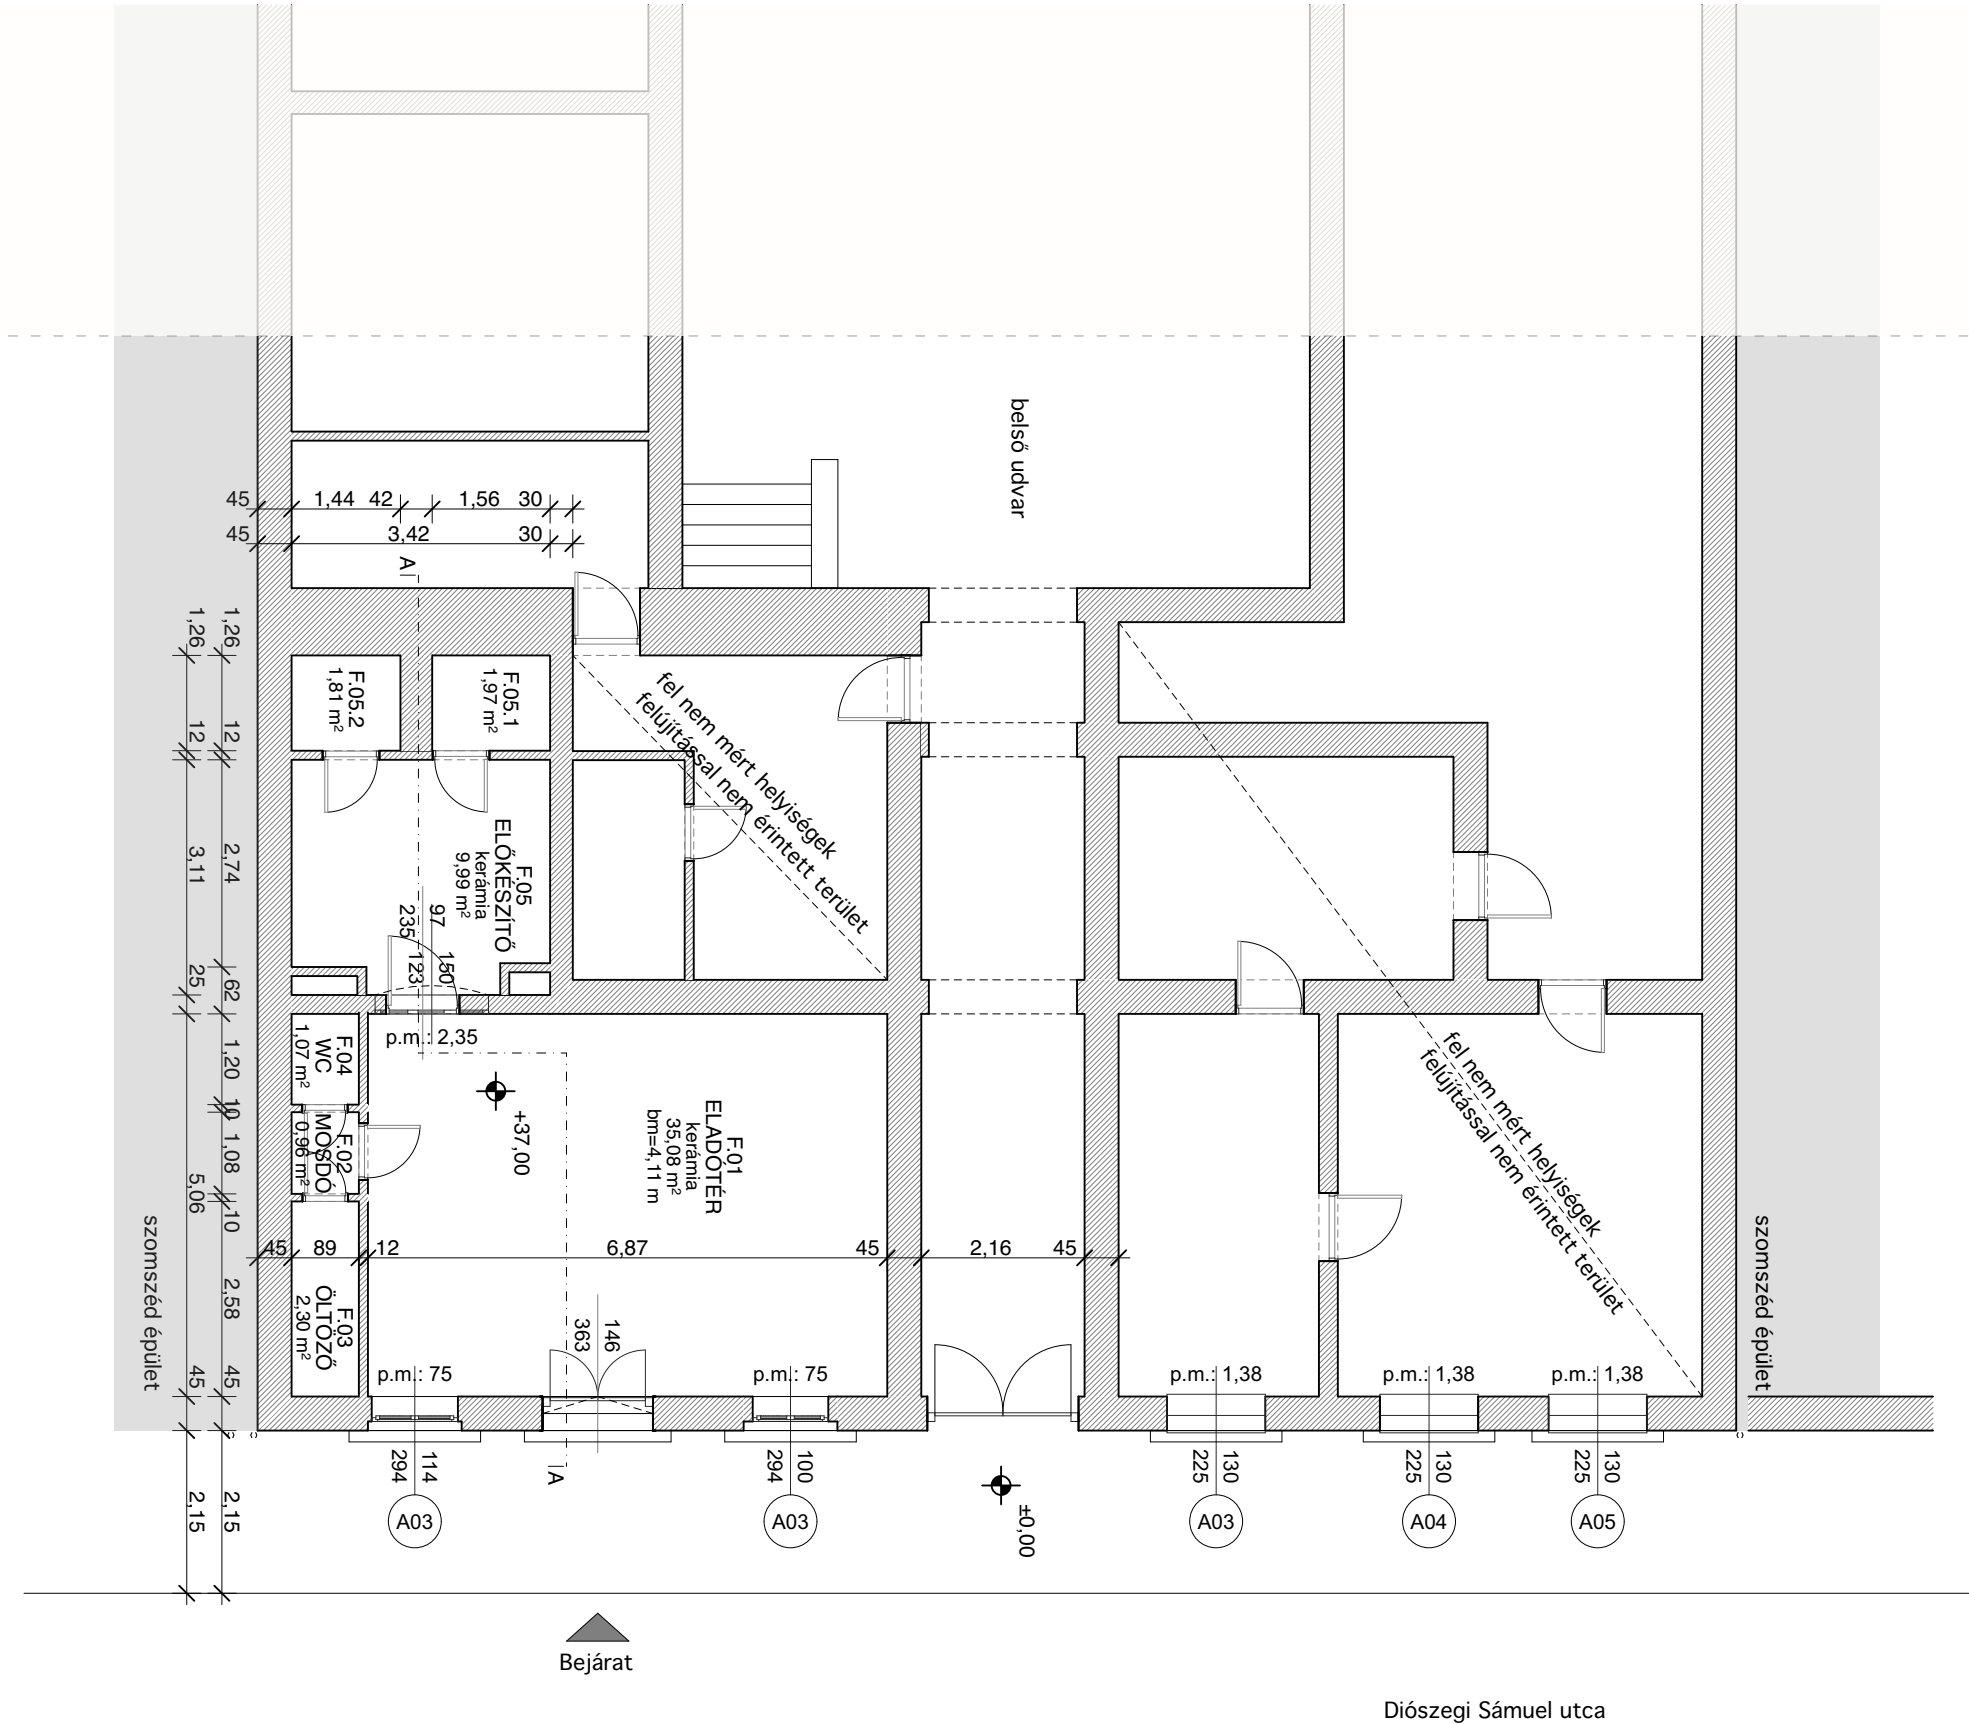 belső udvar
45 1,44 42 1,56 30
45 3,42 30
A
1,26 12 3,11 25 5,06 45 2,15
1,26 12 2,74 62 1,20 10 1,08 10 2,58 45 2,15
F.05.2
1,81 m²
F.05.1
1,97 m²
fel nem mért helyiségek
felújítással nem érintett terület
F.05
ELŐKÉSZÍTŐ
kerámia
9,99 m²
97
235
150
123
p.m.: 2,35
F.04
WC
1,07 m²
F.02
MOSDÓ
0,96 m²
F.03
ÖLTÖZŐ
2,30 m²
+37,00
F.01
ELADÓTÉR
kerámia
35,08 m²
bm=4,11 m
fel nem mért helyiségek
felújítással nem érintett terület
45 89 12 6,87 45 2,16 45
szomszéd épület
szomszéd épület
146
363
p.m.: 75
p.m.: 75
p.m.: 1,38
p.m.: 1,38
p.m.: 1,38
114
294
A
100
294
±0,00
130
225
130
225
130
225
A03
A03
A03
A04
A05
Bejárat
Diószegi Sámuel utca